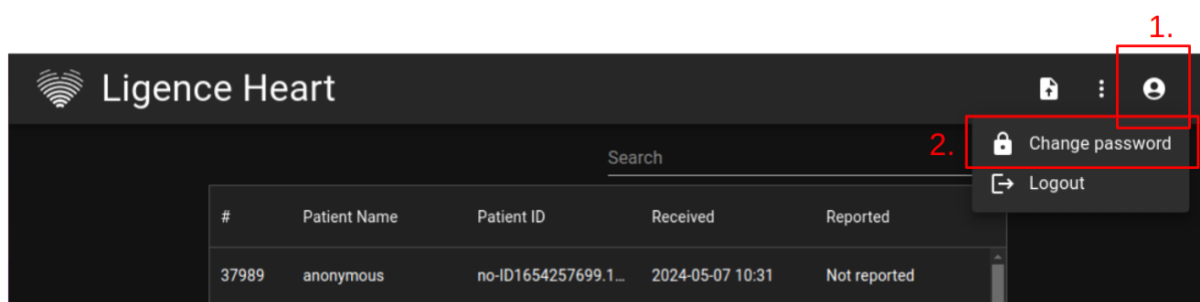 1.
Ligence Heart
2.
Change password
Search
Logout
# Patient Name Patient ID Received Reported
37989 anonymous no-ID1654257699.1... 2024-05-07 10:31 Not reported